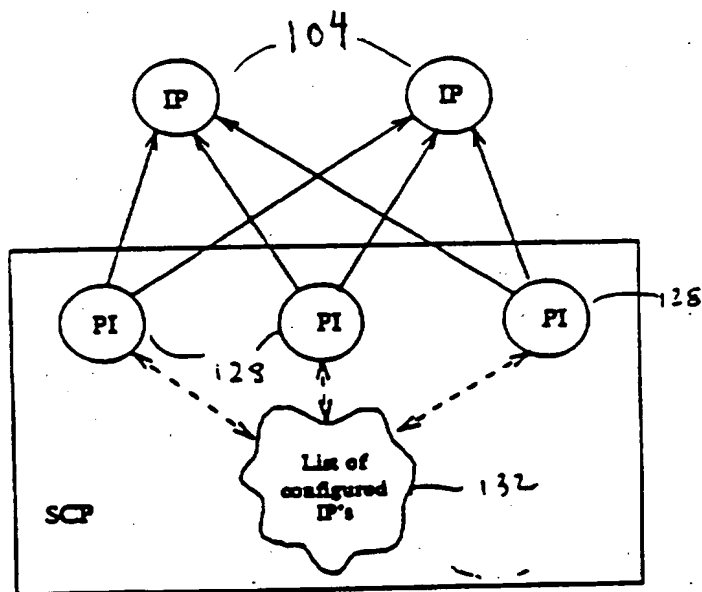 104
IP IP
PI PI PI
128
128
List of
configured
IP's
132
SCP